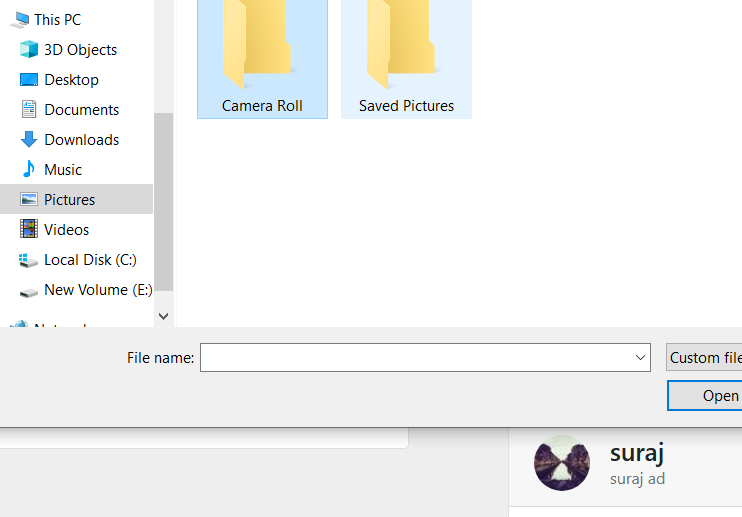 This PC
3D Objects
Desktop
Documents
Downloads
Music
Pictures
Videos
Local Disk (C:)
New Volume (E:)
Camera Roll
Saved Pictures
File name:
Custom file
Open
suraj
suraj ad